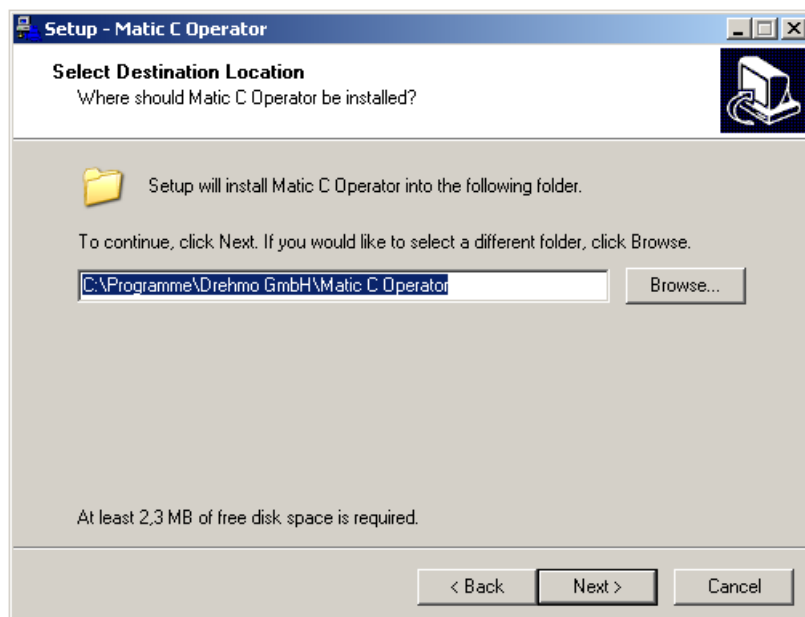 Setup - Matic C Operator
Select Destination Location
Where should Matic C Operator be installed?
Setup will install Matic C Operator into the following folder.
To continue, click Next. If you would like to select a different folder, click Browse.
C:\Programme\Drehmo GmbH\Matic C Operator
Browse...
At least 2,3 MB of free disk space is required.
< Back
Next >
Cancel